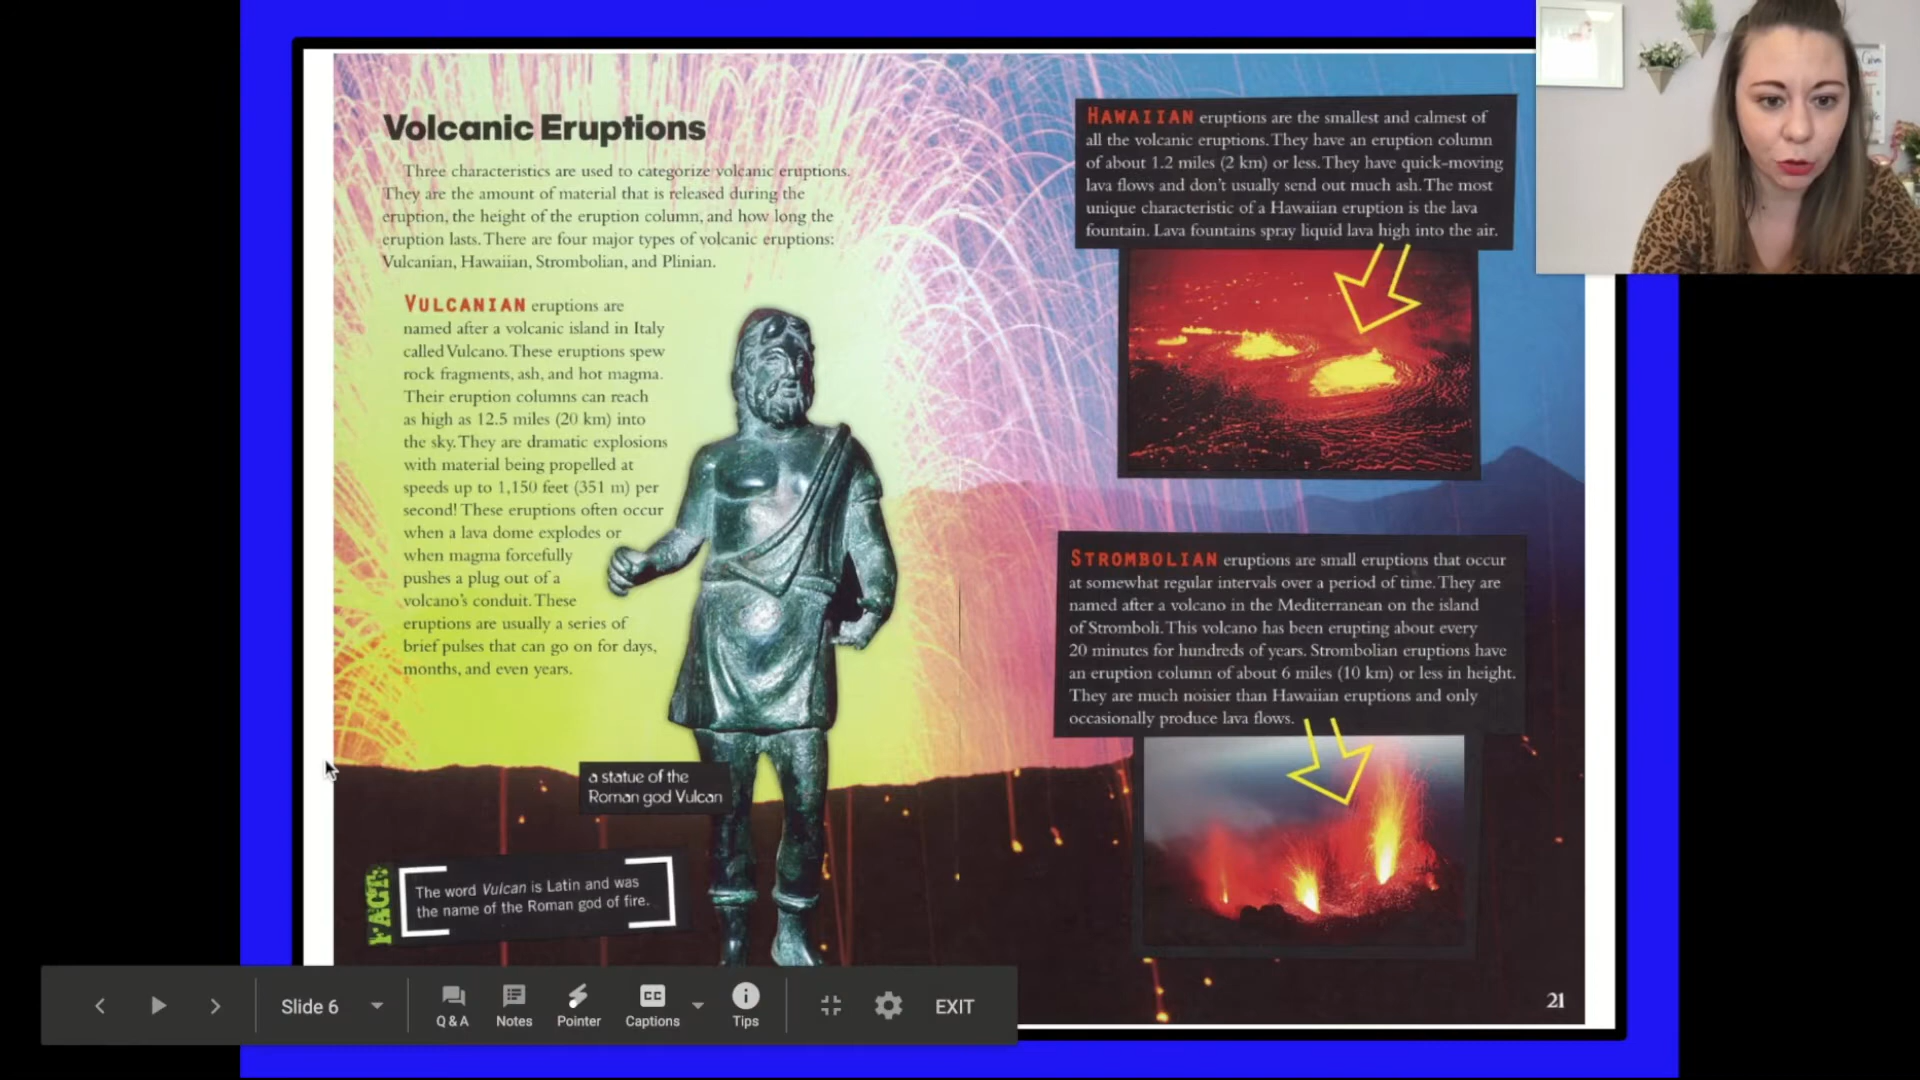 Volcanic Eruptions
Three characteristics are used to categorize volcanic eruptions.
They are the amount of material that is released during the
eruption, the height of the eruption column, and how long the
eruption lasts. There are four major types of volcanic eruptions:
Vulcanian, Hawaiian, Strombolian, and Plinian.
VULCANIAN eruptions are
named after a volcanic island in Italy
called Vulcano. These eruptions spew
rock fragments, ash, and hot magma.
Their eruption columns can reach
as high as 12.5 miles (20 km) into
the sky. They are dramatic explosions
with material being propelled at
speeds up to 1,150 feet (351 m) per
second! These eruptions often occur
when a lava dome explodes or
when magma forcefully
pushes a plug out of a
volcano's conduit. These
eruptions are usually a series of
brief pulses that can go on for days,
months, and even years.
a statue of the
Roman god Vulcan
FACT:
The word Vulcan is Latin and was
the name of the Roman god of fire.
HAWAIIAN eruptions are the smallest and calmest of
all the volcanic eruptions. They have an eruption column
of about 1.2 miles (2 km) or less. They have quick-moving
lava flows and don't usually send out much ash. The most
unique characteristic of a Hawaiian eruption is the lava
fountain. Lava fountains spray liquid lava high into the air.
STROMBOLIAN eruptions are small eruptions that occur
at somewhat regular intervals over a period of time. They are
named after a volcano in the Mediterranean on the island
of Stromboli. This volcano has been erupting about every
20 minutes for hundreds of years. Strombolian eruptions have
an eruption column of about 6 miles (10 km) or less in height.
They are much noisier than Hawaiian eruptions and only
occasionally produce lava flows.
21
Slide 6
Q & A
Notes
CC
Pointer
Captions
Tips
EXIT